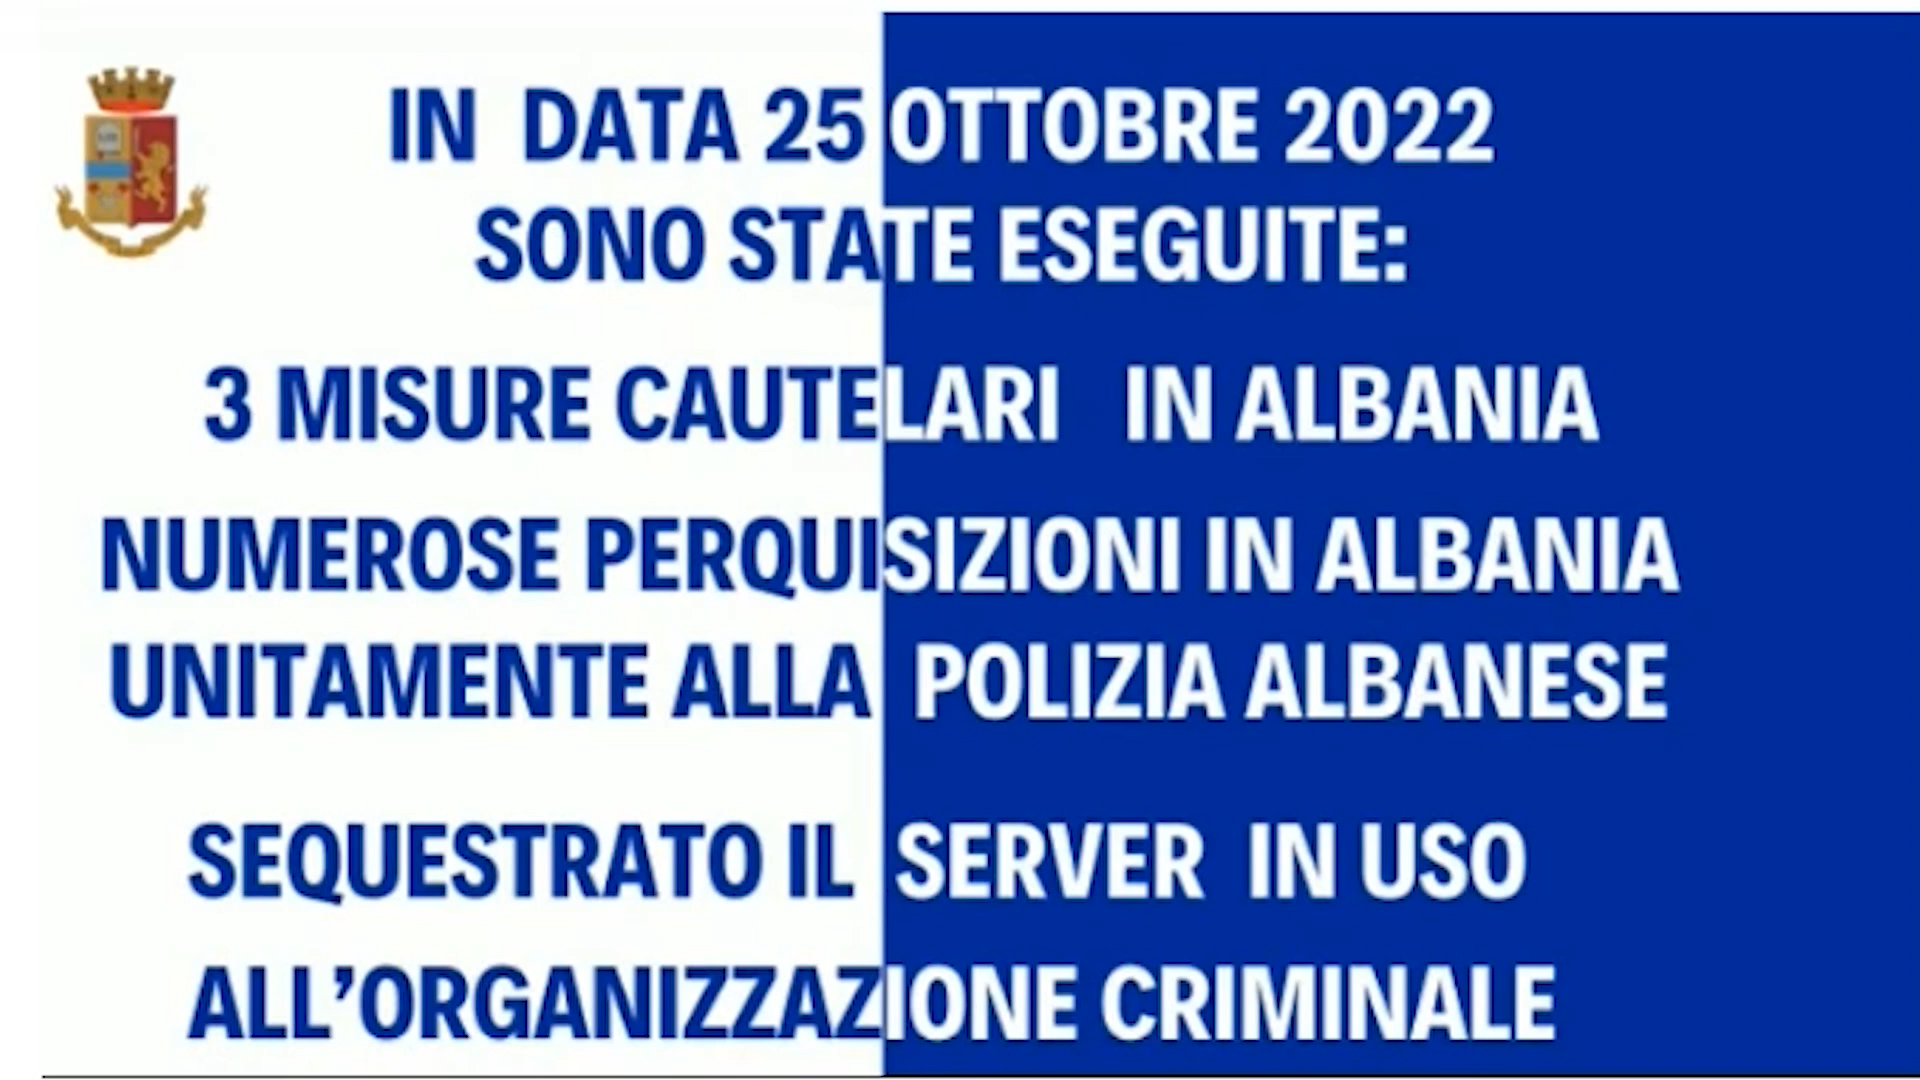 IN DATA 25 OTTOBRE 2022
SONO STATE ESEGUITE:
3 MISURE CAUTELARI IN ALBANIA
NUMEROSE PERQUISIZIONI IN ALBANIA
UNITAMENTE ALLA POLIZIA ALBANESE
SEQUESTRATO IL SERVER IN USO
ALL’ORGANIZZAZIONE CRIMINALE